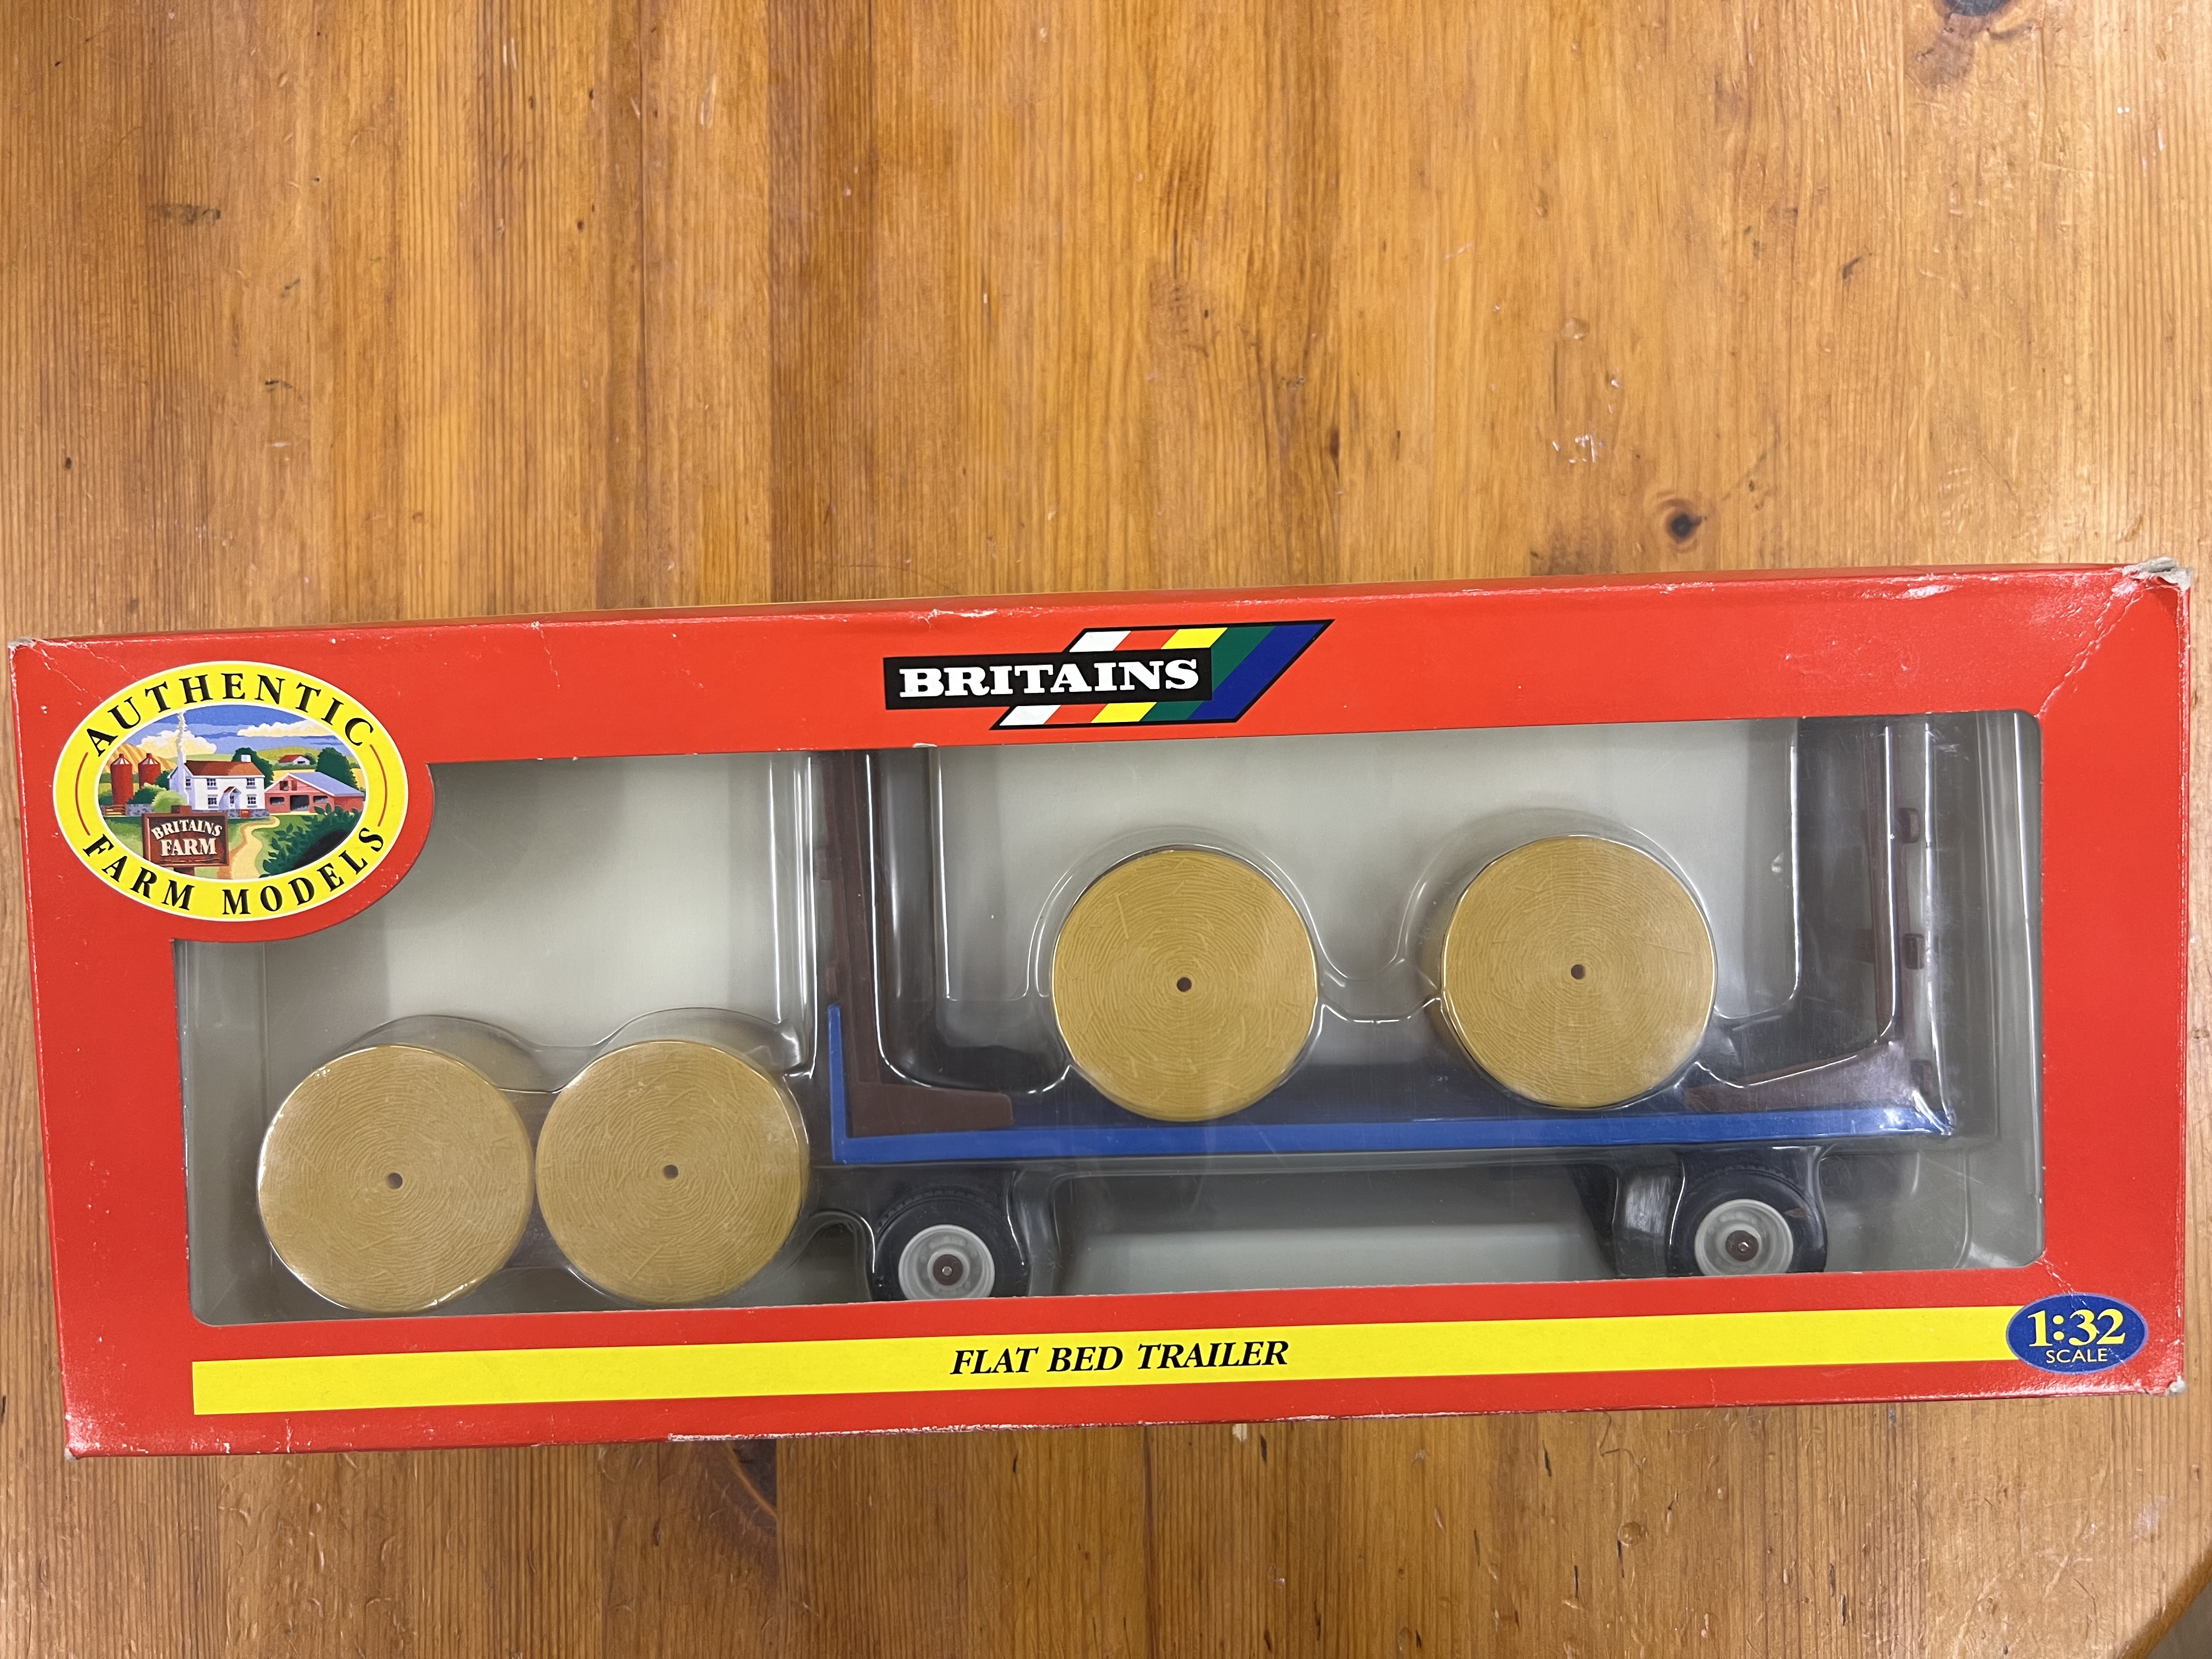 BRITAINS
AUTHENTIC
BRITAINS
FARM
FARM MODELS
FLAT BED TRAILER
1:32
SCALE